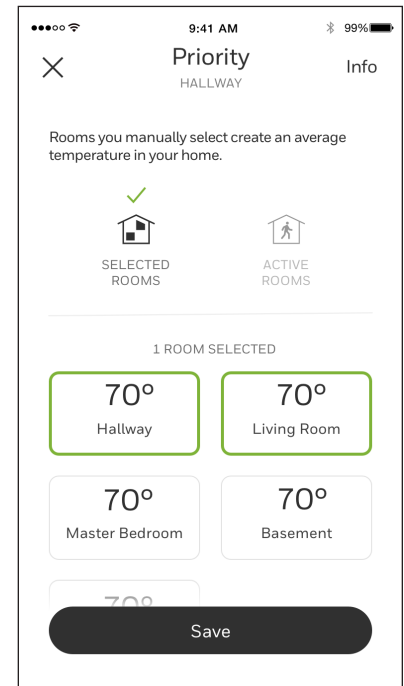 9:41 AM 99%
Priority
Info
HALLWAY
Rooms you manually select create an average
temperature in your home.
SELECTED
ROOMS
ACTIVE
ROOMS
1 ROOM SELECTED
70°
Hallway
70°
Living Room
70°
Master Bedroom
70°
Basement
70°
Save